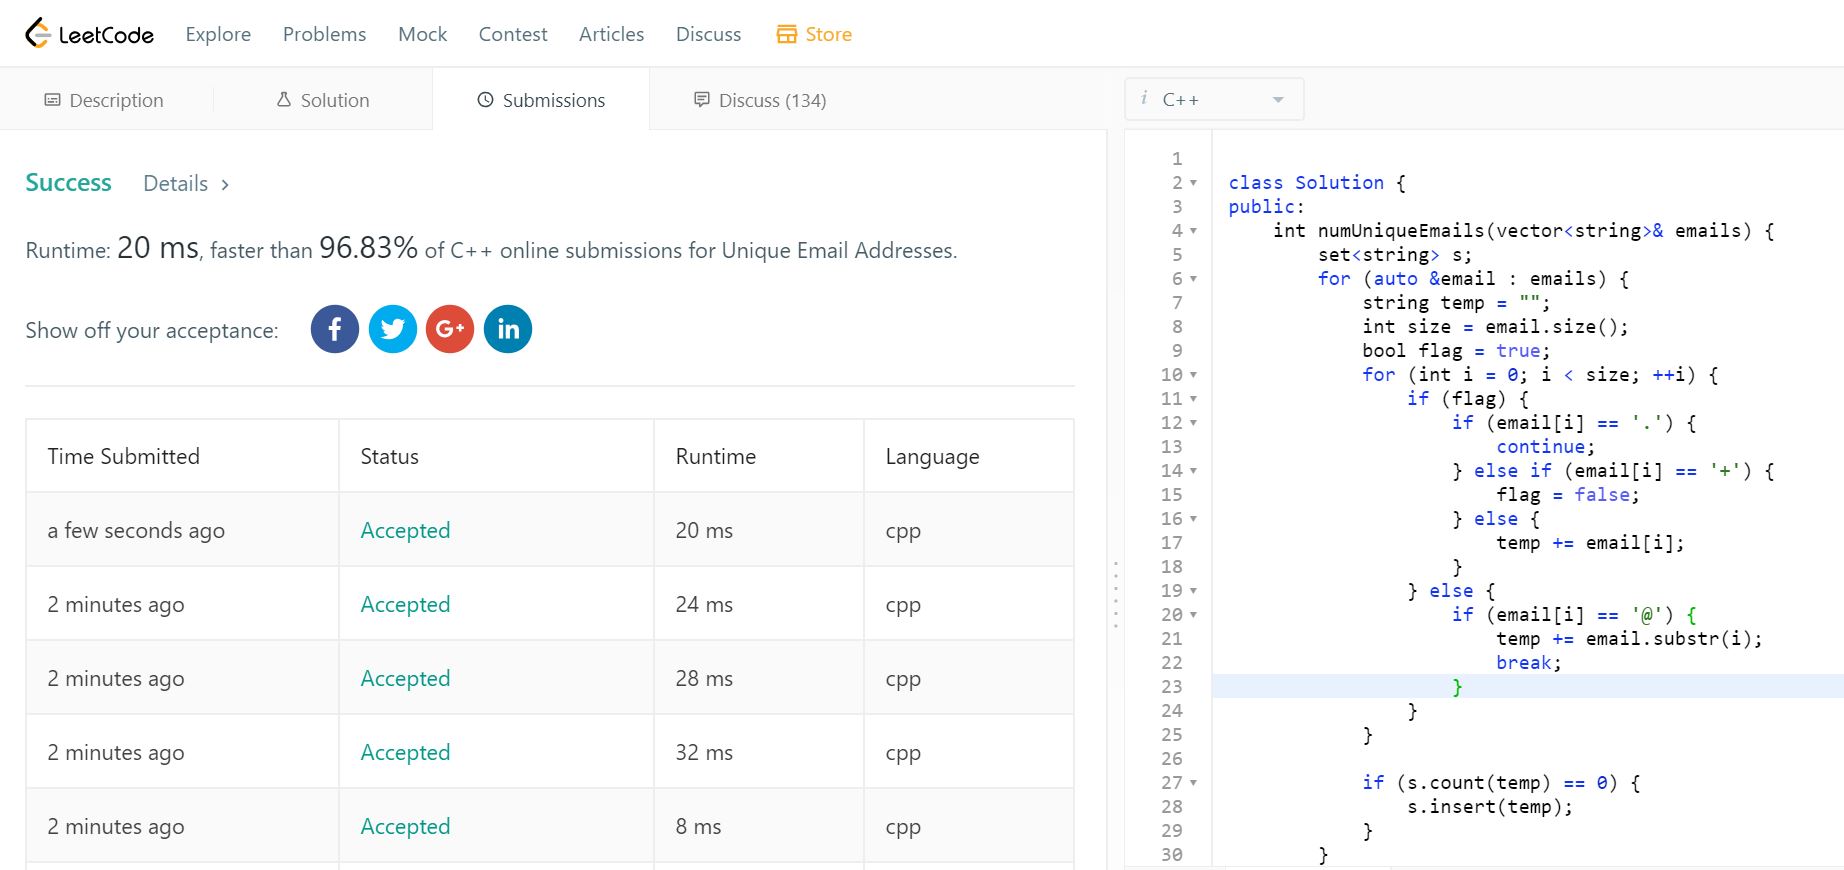 LeetCode Explore Problems Mock Contest Articles Discuss Store
Description Solution Submissions Discuss (134)
Success Details >
Runtime: 20 ms, faster than 96.83% of C++ online submissions for Unique Email Addresses.
Show off your acceptance: f G+ in
Time Submitted Status Runtime Language
a few seconds ago Accepted 20 ms cpp
2 minutes ago Accepted 24 ms cpp
2 minutes ago Accepted 28 ms cpp
2 minutes ago Accepted 32 ms cpp
2 minutes ago Accepted 8 ms cpp
i C++
1
2 class Solution {
3 public:
4     int numUniqueEmails(vector<string>& emails) {
5         set<string> s;
6         for (auto &email : emails) {
7             string temp = "";
8             int size = email.size();
9             bool flag = true;
10             for (int i = 0; i < size; ++i) {
11                 if (flag) {
12                     if (email[i] == '.') {
13                         continue;
14                     } else if (email[i] == '+') {
15                         flag = false;
16                     } else {
17                         temp += email[i];
18                     }
19                 } else {
20                     if (email[i] == '@') {
21                         temp += email.substr(i);
22                         break;
23                     }
24                 }
25             }
26
27             if (s.count(temp) == 0) {
28                 s.insert(temp);
29             }
30         }